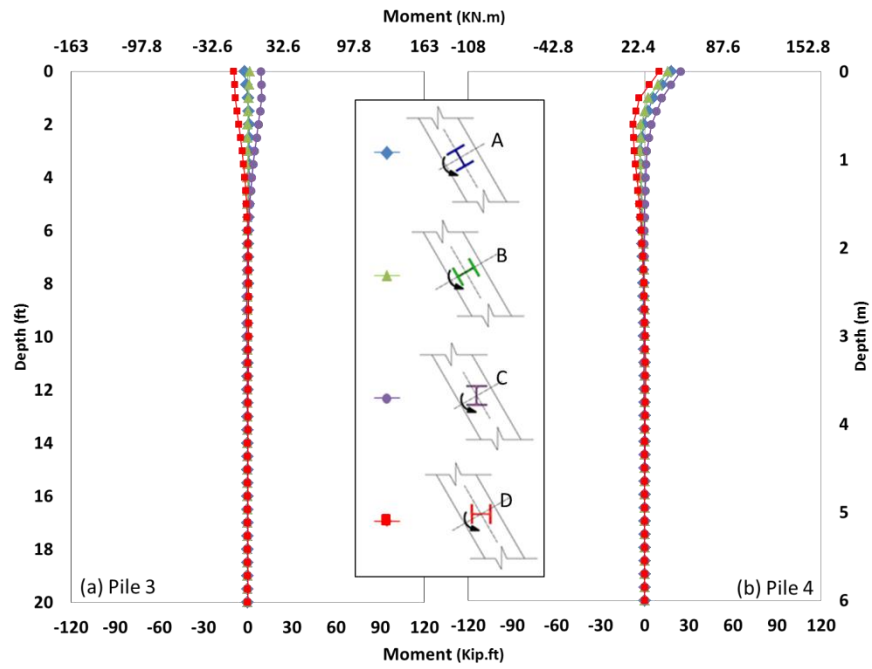 Moment (KN.m)
-163 -97.8 -32.6 32.6 97.8 163 -108 -42.8 22.4 87.6 152.8
0 0
2
A
4 1
6
B 2
8
Depth (ft) Depth (m)
10 3
12 C
4
14
16 D
5
18
(a) Pile 3 (b) Pile 4
20 6
-120 -90 -60 -30 0 30 60 90 120 -120 -90 -60 -30 0 30 60 90 120
Moment (Kip.ft)